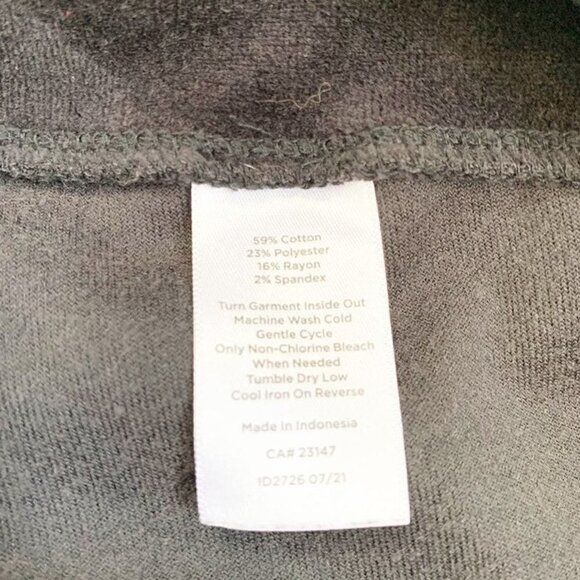 59% Cotton
23% Polyester
16% Rayon
2% Spandex
Turn Garment Inside Out
Machine Wash Cold
Gentle Cycle
Only Non-Chlorine Bleach
When Needed
Tumble Dry Low
Cool Iron On Reverse
Made in Indonesia
CA# 23147
1D2726 07/21